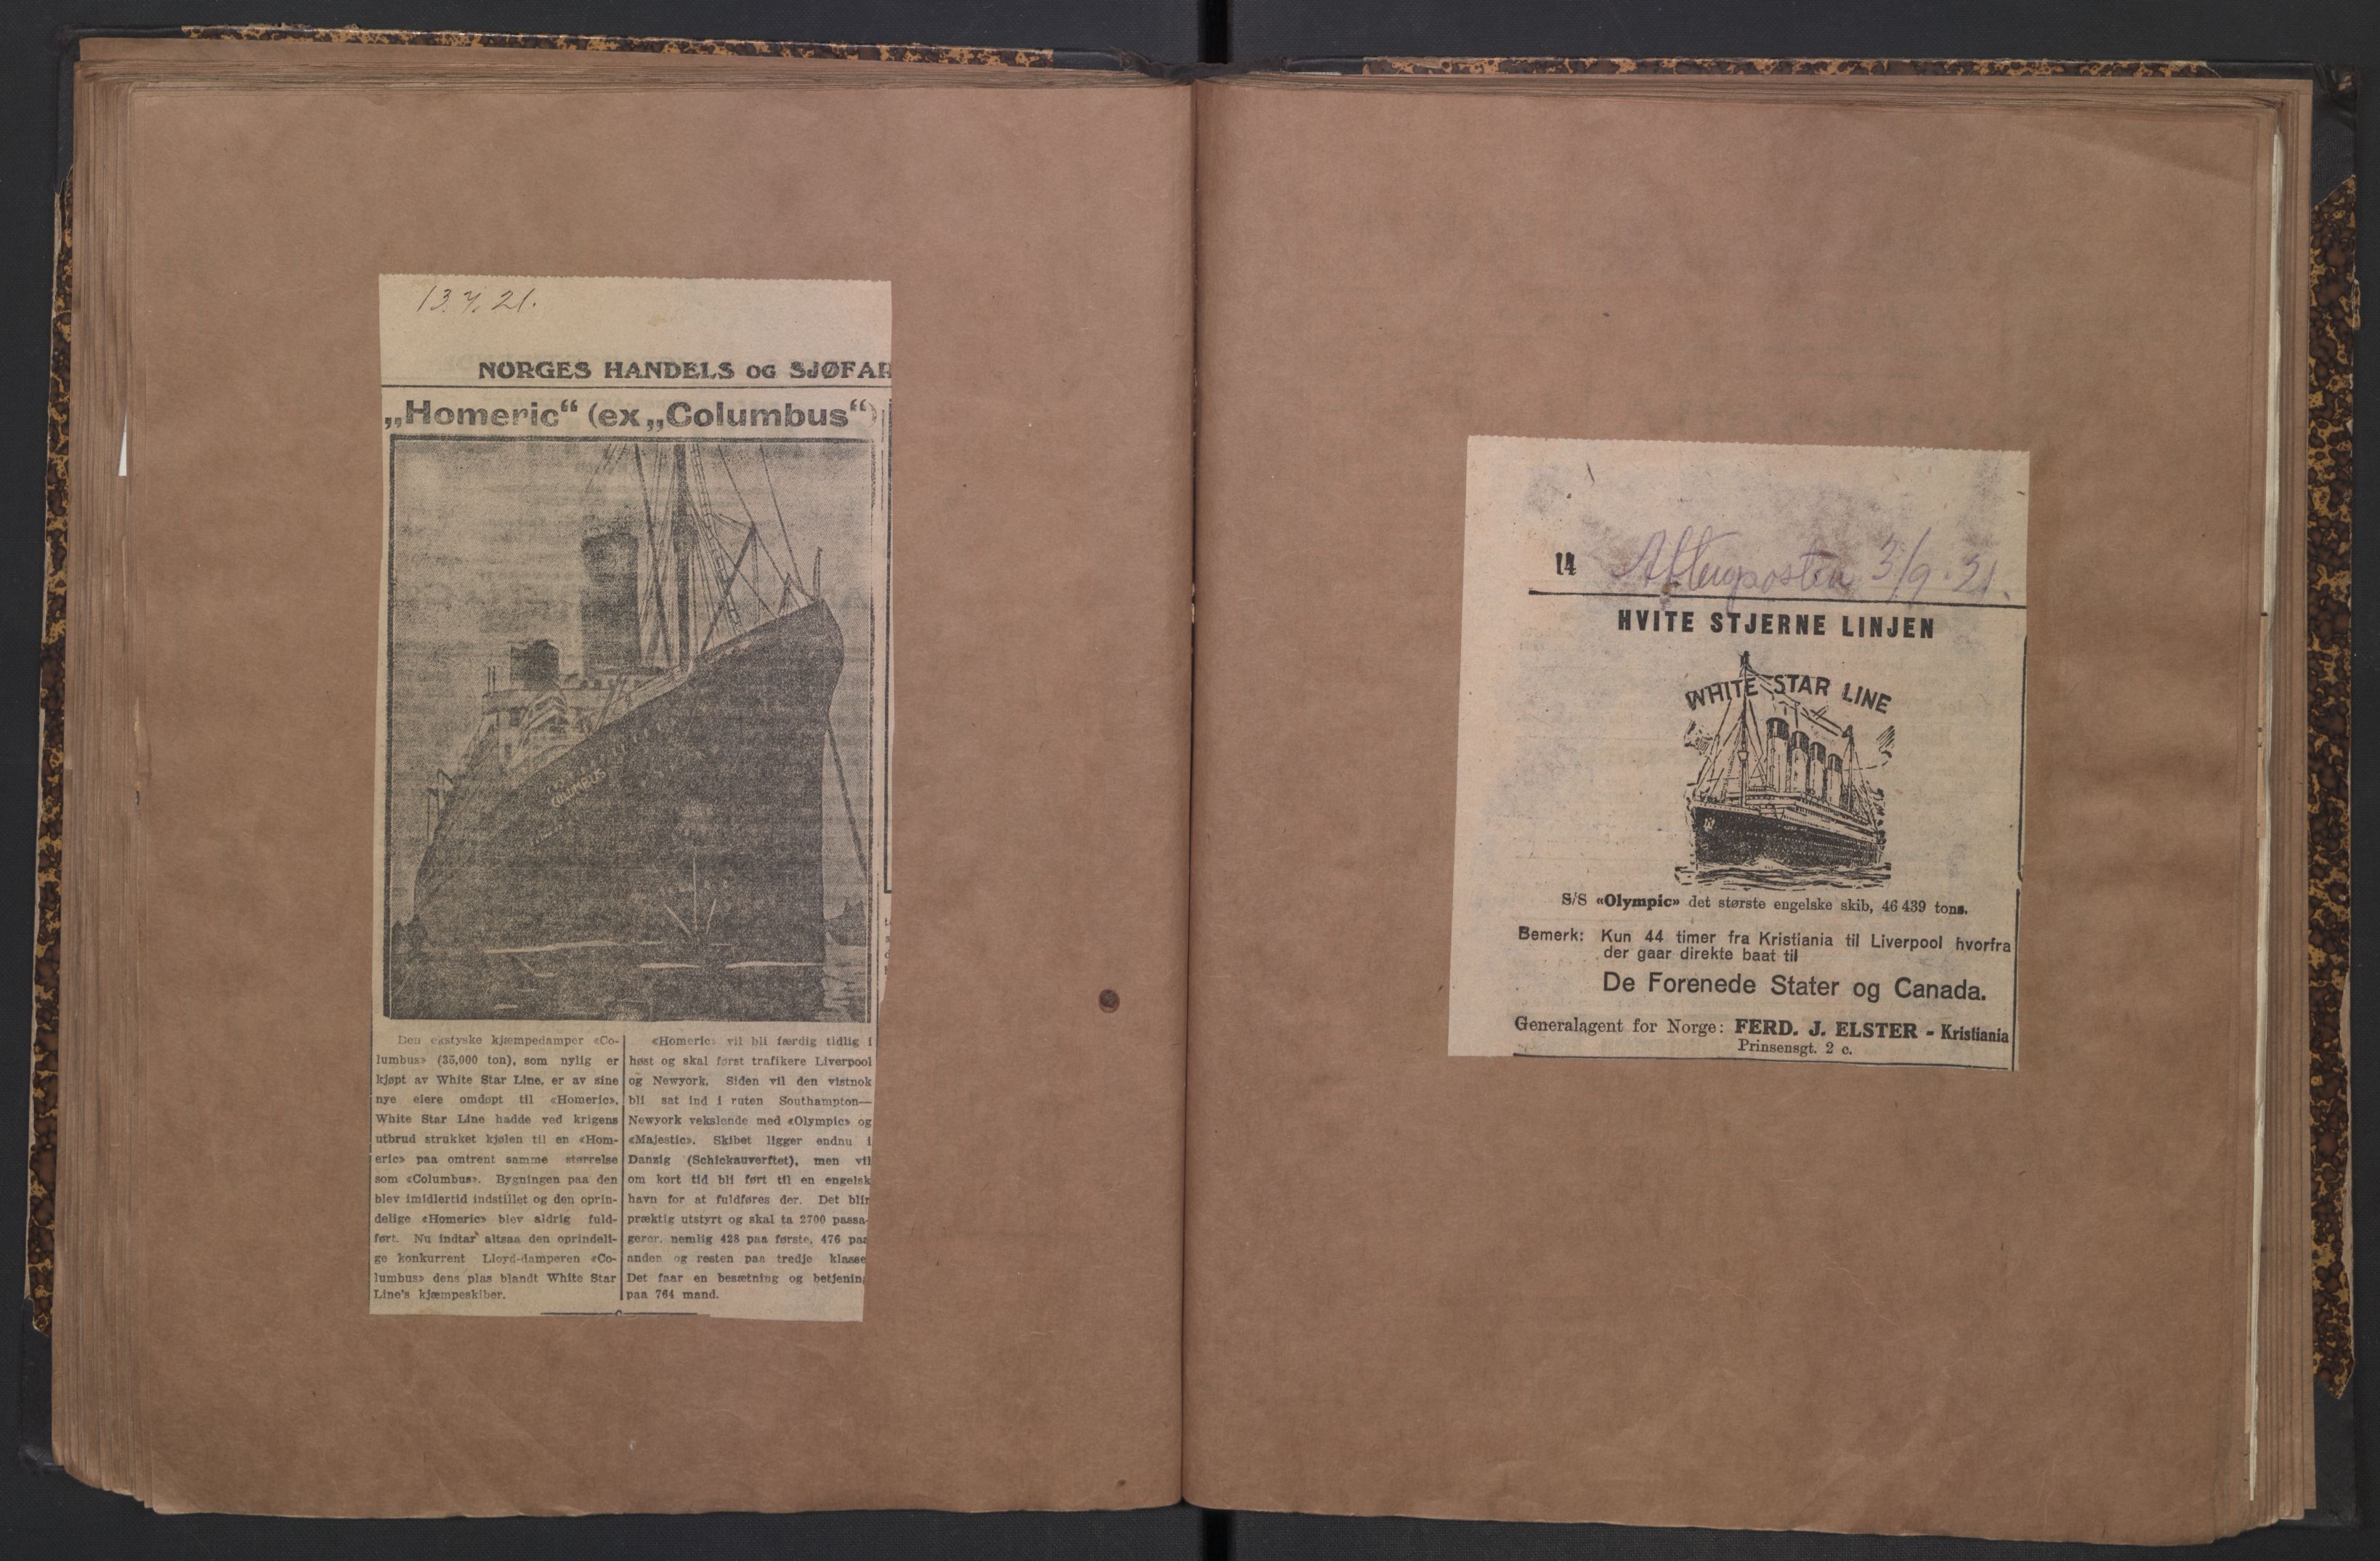 13.7.21.
NORGES HANDELS OG SJØFAR
„Homeric“ (ex „Columbus“)
COLUMBUS
Den ekstyske kjæmpedamper «Co-
lumbus» (35,000 ton), som nylig er
kjøpt av White Star Line, er av sine
nye eiere omdøpt til «Homeric».
White Star Line hadde ved krigens
utbrud strukket kjølen til en «Hom-
eric» paa omtrent samme størrelse
som «Columbus». Bygningen paa den
blev imidlertid indstillet og den oprin-
delige «Homeric» blev aldrig fuld-
ført. Nu indtar altsaa den oprindeli-
ge konkurrent Lloyd-damperen «Co-
lumbus» dens plas blandt White Star
Line's kjæmpeskiber.
«Homeric» vil bli færdig tidlig i
høst og skal først trafikere Liverpool
og Newyork. Siden vil den vistnok
bli sat ind i ruten Southampton—
Newyork vekslende med «Olympic» og
«Majestic». Skibet ligger endnu i
Danzig (Schickauverftet), men vil
om kort tid bli ført til en engelsk
havn for at fuldføres der. Det blir
præktig utstyrt og skal ta 2700 passa-
gerer, nemlig 428 paa første, 476 paa
anden og resten paa tredje klasse
Det faar en besætning og betjening
paa 764 mand.
14 Aftenposten 3/9. 21.
HVITE STJERNE LINJEN
WHITE STAR LINE
S/S «Olympic» det største engelske skib, 46 439 tons.
Bemerk: Kun 44 timer fra Kristiania til Liverpool hvorfra
der gaar direkte baat til
De Forenede Stater og Canada.
Generalagent for Norge: FERD. J. ELSTER - Kristiania
Prinsensgt. 2 c.